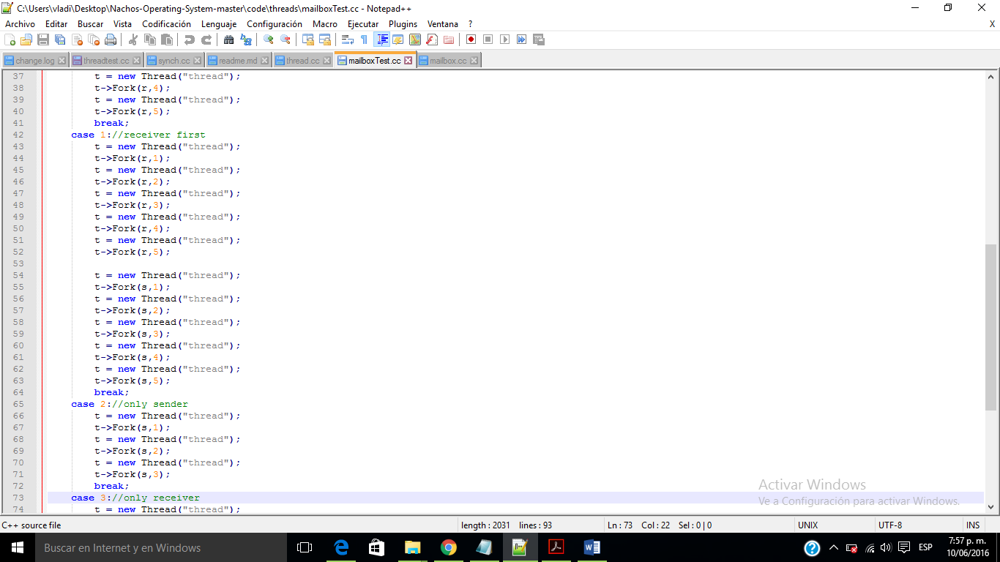 C:\Users\vladi\Desktop\Nachos-Operating-System-master\code\threads\mailboxTest.cc - Notepad++
Archivo Editar Buscar Vista Codificación Lenguaje Configuración Macro Ejecutar Plugins Ventana ? X
change.log threadtest.cc synch.cc readme.md thread.cc mailboxTest.cc mailbox.cc
37 t = new Thread("thread");
38 t->Fork(r,4);
39 t = new Thread("thread");
40 t->Fork(r,5);
41 break;
42 case 1://receiver first
43 t = new Thread("thread");
44 t->Fork(r,1);
45 t = new Thread("thread");
46 t->Fork(r,2);
47 t = new Thread("thread");
48 t->Fork(r,3);
49 t = new Thread("thread");
50 t->Fork(r,4);
51 t = new Thread("thread");
52 t->Fork(r,5);
53
54 t = new Thread("thread");
55 t->Fork(s,1);
56 t = new Thread("thread");
57 t->Fork(s,2);
58 t = new Thread("thread");
59 t->Fork(s,3);
60 t = new Thread("thread");
61 t->Fork(s,4);
62 t = new Thread("thread");
63 t->Fork(s,5);
64 break;
65 case 2://only sender
66 t = new Thread("thread");
67 t->Fork(s,1);
68 t = new Thread("thread");
69 t->Fork(s,2);
70 t = new Thread("thread");
71 t->Fork(s,3);
72 break;
73 case 3://only receiver
74 t = new Thread("thread");
Activar Windows
Ve a Configuración para activar Windows.
C++ source file length : 2031 lines : 93 Ln : 73 Col : 22 Sel : 0 | 0 UNIX UTF-8 INS
Buscar en Internet y en Windows
ESP
7:57 p. m.
10/06/2016